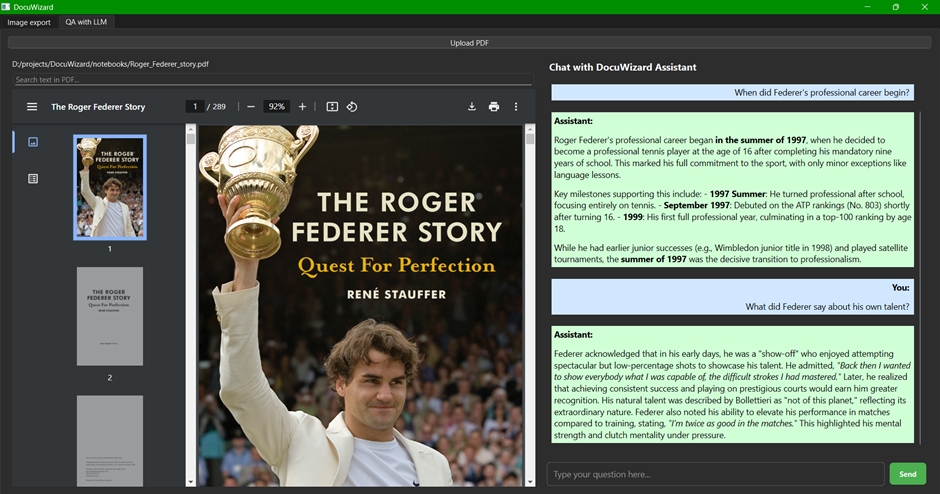 DocuWizard
Image export
QA with LLM
Upload PDF
D:/projects/DocuWizard/notebooks/Roger_Federer_story.pdf
Search text in PDF...
The Roger Federer Story
1 / 289
92%
THE ROGER
FEDERER STORY
Quest For Perfection
RENÉ STAUFFER
1
THE ROGER
FEDERER STORY
Quest For Perfection
RENÉ STAUFFER
2
THE ROGER
FEDERER STORY
Quest For Perfection
RENÉ STAUFFER
Chat with DocuWizard Assistant
When did Federer's professional career begin?
Assistant:
Roger Federer's professional career began in the summer of 1997, when he decided to
become a professional tennis player at the age of 16 after completing his mandatory nine
years of school. This marked his full commitment to the sport, with only minor exceptions like
language lessons.
Key milestones supporting this include: - 1997 Summer: He turned professional after school,
focusing entirely on tennis. - September 1997: Debuted on the ATP rankings (No. 803) shortly
after turning 16. - 1999: His first full professional year, culminating in a top-100 ranking by age
18.
While he had earlier junior successes (e.g., Wimbledon junior title in 1998) and played satellite
tournaments, the summer of 1997 was the decisive transition to professionalism.
You:
What did Federer say about his own talent?
Assistant:
Federer acknowledged that in his early days, he was a "show-off" who enjoyed attempting
spectacular but low-percentage shots to showcase his talent. He admitted, "Back then I wanted
to show everybody what I was capable of, the difficult strokes I had mastered." Later, he realized
that achieving consistent success and playing on prestigious courts would earn him greater
recognition. His natural talent was described by Bollettieri as "not of this planet," reflecting its
extraordinary nature. Federer also noted his ability to elevate his performance in matches
compared to training, stating, "I'm twice as good in the matches." This highlighted his mental
strength and clutch mentality under pressure.
Type your question here...
Send